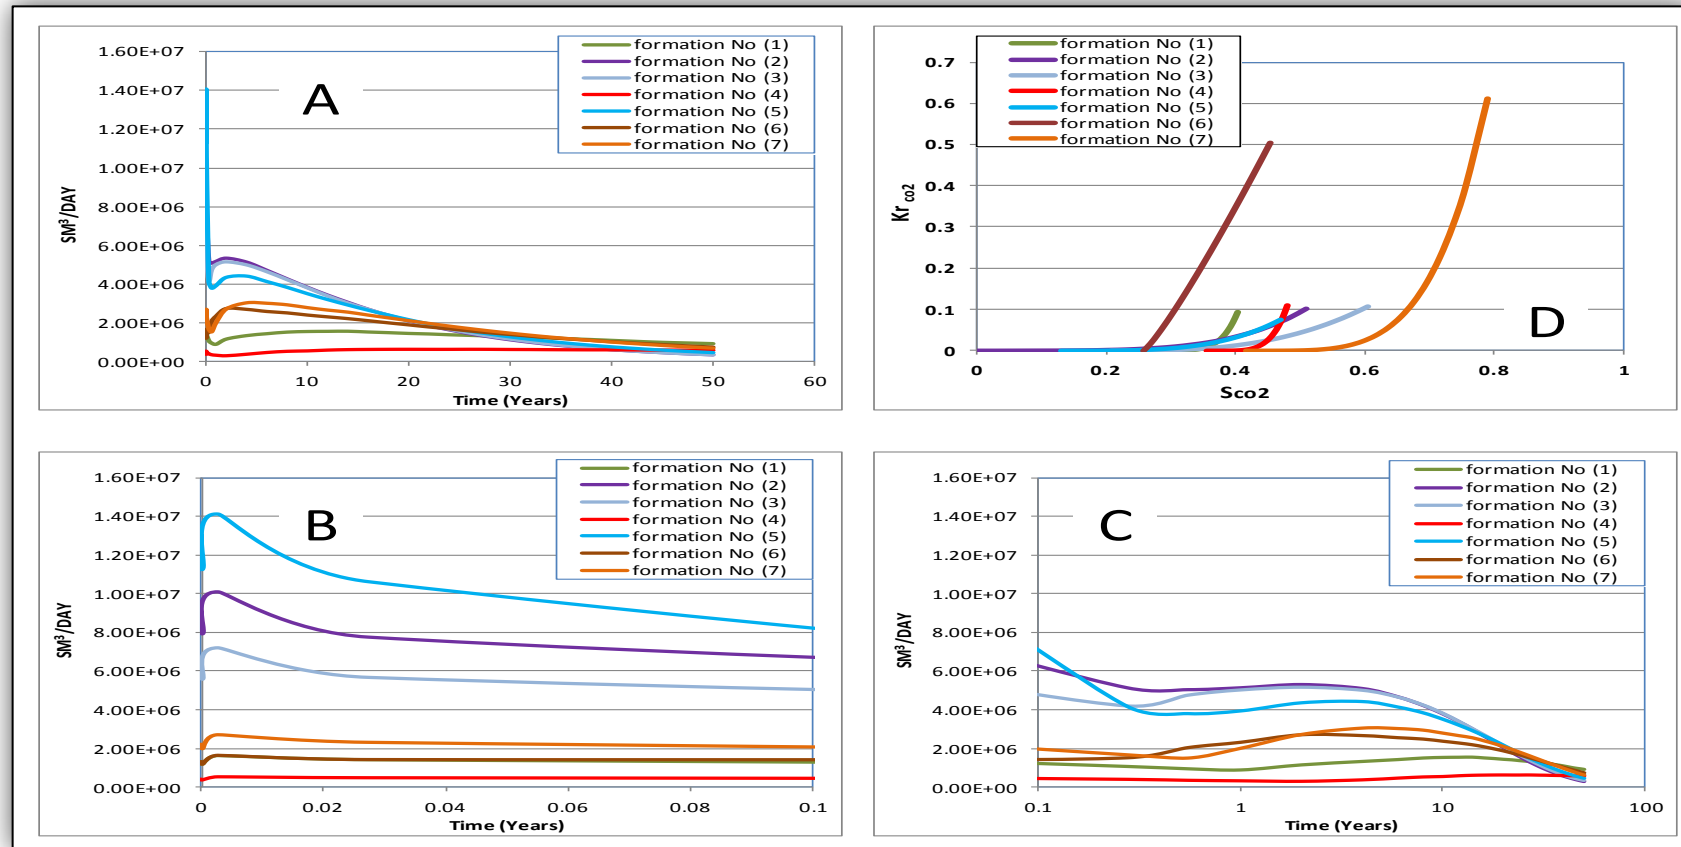 A
SM³/DAY
1.60E+07
1.40E+07
1.20E+07
1.00E+07
8.00E+06
6.00E+06
4.00E+06
2.00E+06
0.00E+00
0 10 20 30 40 50 60
Time (Years)
formation No (1)
formation No (2)
formation No (3)
formation No (4)
formation No (5)
formation No (6)
formation No (7)
D
Kr co2
0.7
0.6
0.5
0.4
0.3
0.2
0.1
0
0 0.2 0.4 0.6 0.8 1
Sco2
formation No (1)
formation No (2)
formation No (3)
formation No (4)
formation No (5)
formation No (6)
formation No (7)
B
SM³/DAY
1.60E+07
1.40E+07
1.20E+07
1.00E+07
8.00E+06
6.00E+06
4.00E+06
2.00E+06
0.00E+00
0 0.02 0.04 0.06 0.08 0.1
Time (Years)
formation No (1)
formation No (2)
formation No (3)
formation No (4)
formation No (5)
formation No (6)
formation No (7)
C
SM³/DAY
1.60E+07
1.40E+07
1.20E+07
1.00E+07
8.00E+06
6.00E+06
4.00E+06
2.00E+06
0.00E+00
0.1 1 10 100
Time (Years)
formation No (1)
formation No (2)
formation No (3)
formation No (4)
formation No (5)
formation No (6)
formation No (7)